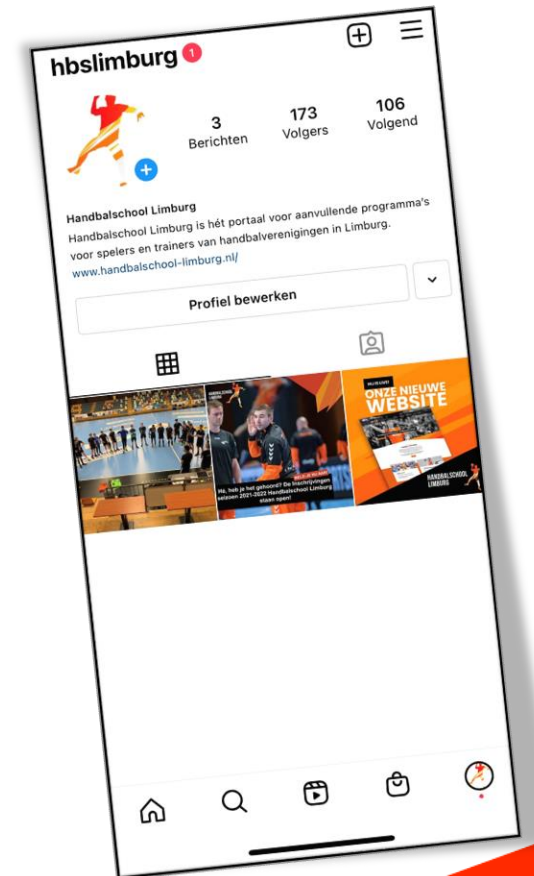 hbslimburg 1
3 173 106
Berichten Volgers Volgend
Handbalschool Limburg
Handbalschool Limburg is hét portaal voor aanvullende programma's
voor spelers en trainers van handbalverenigingen in Limburg.
www.handbalschool-limburg.nl/
Profiel bewerken
HANDBALSCHOOL
LIMBURG
Hé, heb je het gehoord? De inschrijvingen
seizoen 2021-2022 Handbalschool Limburg
staan open!
ONZE NIEUWE
WEBSITE
HANDBALSCHOOL
LIMBURG